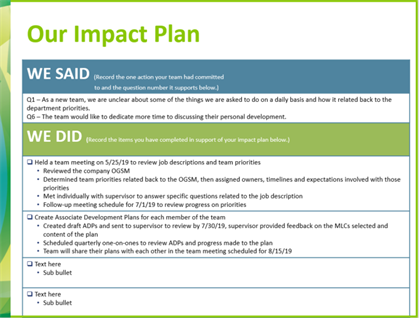 Our Impact Plan
WE SAID (Record the one action your team had committed
to and the question number it supports below.)
Q1 – As a new team, we are unclear about some of the things we are asked to do on a daily basis and how it related back to the
department priorities.
Q6 – The team would like to dedicate more time to discussing their personal development.
WE DID (Record the items you have completed in support of your impact plan below.)
❑ Held a team meeting on 5/25/19 to review job descriptions and team priorities
• Reviewed the company OGSM
• Determined team priorities related back to the OGSM, then assigned owners, timelines and expectations involved with those
priorities
• Met individually with supervisor to answer specific questions related to the job description
• Follow-up meeting schedule for 7/1/19 to review progress on priorities
❑ Create Associate Development Plans for each member of the team
• Created draft ADPs and sent to supervisor to review by 7/30/19, supervisor provided feedback on the MLCs selected and
content of the plan
• Scheduled quarterly one-on-ones to review ADPs and progress made to the plan
• Team will share their plans with each other in the team meeting scheduled for 8/15/19
❑ Text here
• Sub bullet
❑ Text here
• Sub bullet